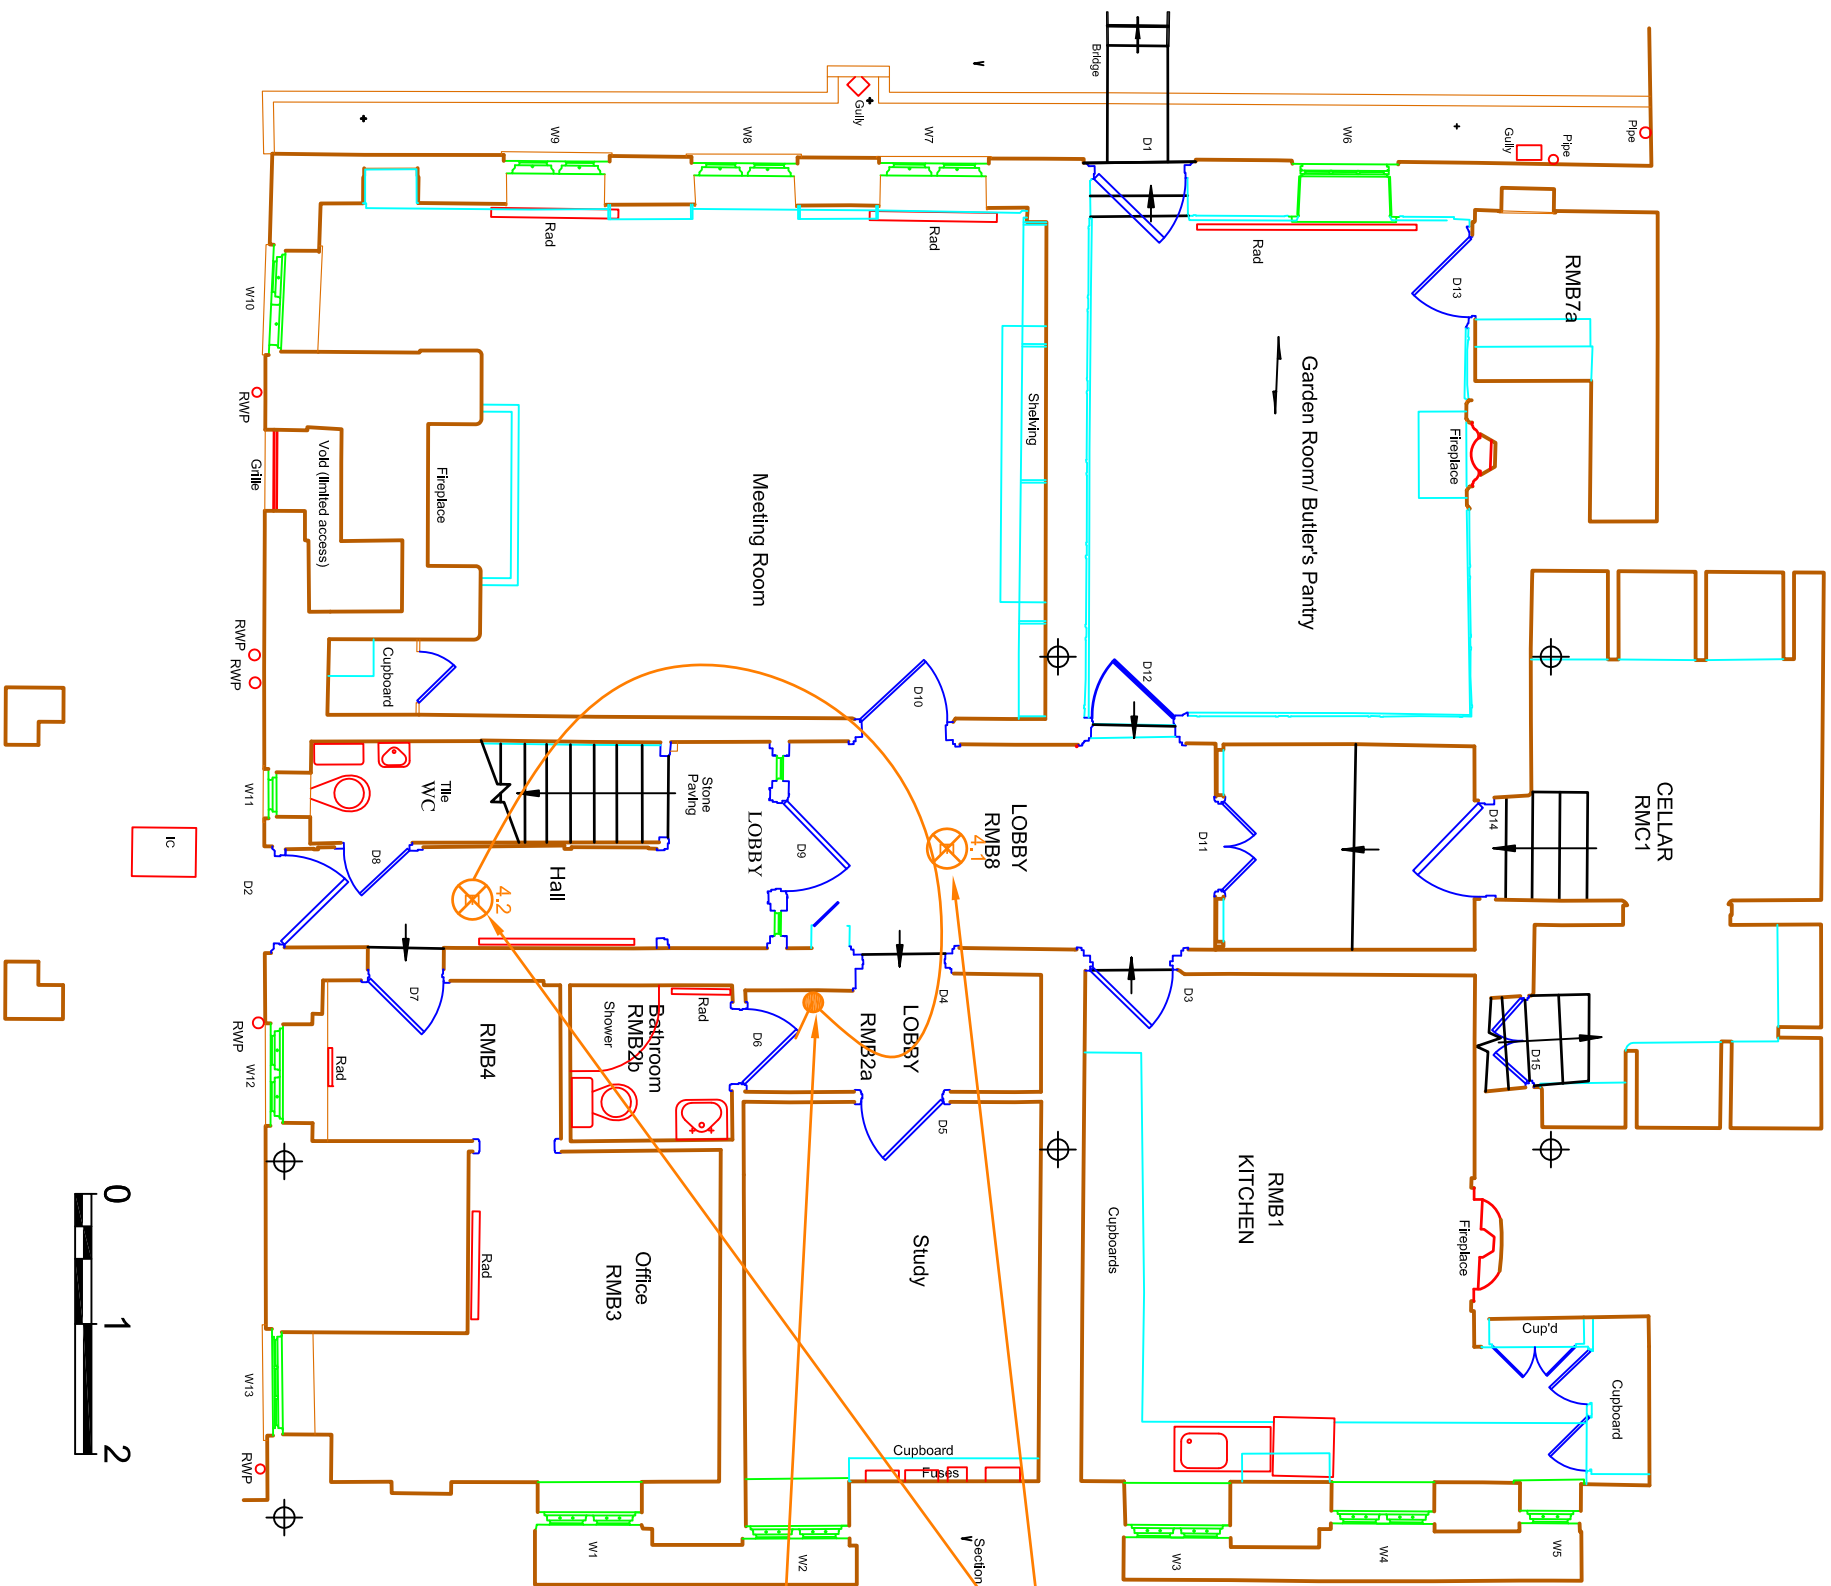 Bridge
V
Gully
W9
W8
W7
D1
W6
Gully
Pipe
Pipe
Rad
Rad
Rad
D13
RMB7a
W10
RWP
Grille
Void (limited access)
Fireplace
Meeting Room
Shelving
Garden Room/ Butler's Pantry
Fireplace
RWP
RWP
Cupboard
D10
D12
W11
Tile
WC
Stone
Paving
LOBBY
D9
LOBBY
RMB8
4.1
D11
D14
CELLAR
RMC1
IC
D2
D8
Hall
4.2
D7
RMB4
Shower
Bathroom
RMB2b
Rad
D6
LOBBY
RMB2a
D4
D3
D15
RWP
W12
Rad
D5
Rad
Office
RMB3
Study
Cupboards
RMB1
KITCHEN
Fireplace
Cup'd
Cupboard
W13
RWP
Cupboard
Fuses
W1
W2
Section
V
W3
W4
W5
0
1
2